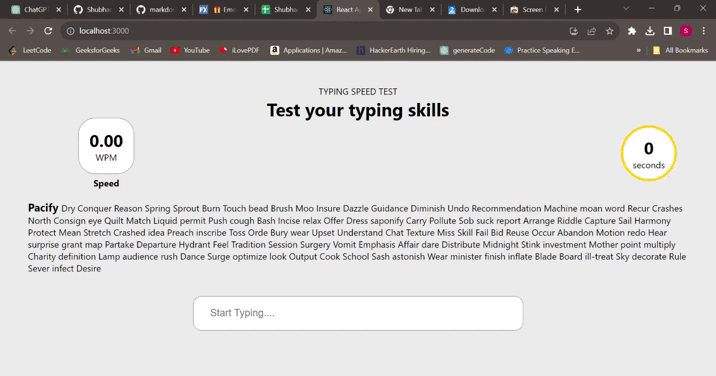 ChatGP
Shubha
markdo
Eme
Shubha
React A
New Ta
Downlo
Screen
localhost:3000
LeetCode
GeeksforGeeks
Gmail
YouTube
iLovePDF
Applications | Amaz...
HackerEarth Hiring...
generateCode
Practice Speaking E...
»
All Bookmarks
TYPING SPEED TEST
Test your typing skills
0.00
WPM
Speed
0
seconds
Pacify Dry Conquer Reason Spring Sprout Burn Touch bead Brush Moo Insure Dazzle Guidance Diminish Undo Recommendation Machine moan word Recur Crashes
North Consign eye Quilt Match Liquid permit Push cough Bash Incise relax Offer Dress saponify Carry Pollute Sob suck report Arrange Riddle Capture Sail Harmony
Protect Mean Stretch Crashed idea Preach inscribe Toss Orde Bury wear Upset Understand Chat Texture Miss Skill Fail Bid Reuse Occur Abandon Motion redo Hear
surprise grant map Partake Departure Hydrant Feel Tradition Session Surgery Vomit Emphasis Affair dare Distribute Midnight Stink investment Mother point multiply
Charity definition Lamp audience rush Dance Surge optimize look Output Cook School Sash astonish Wear minister finish inflate Blade Board ill-treat Sky decorate Rule
Sever infect Desire
Start Typing....